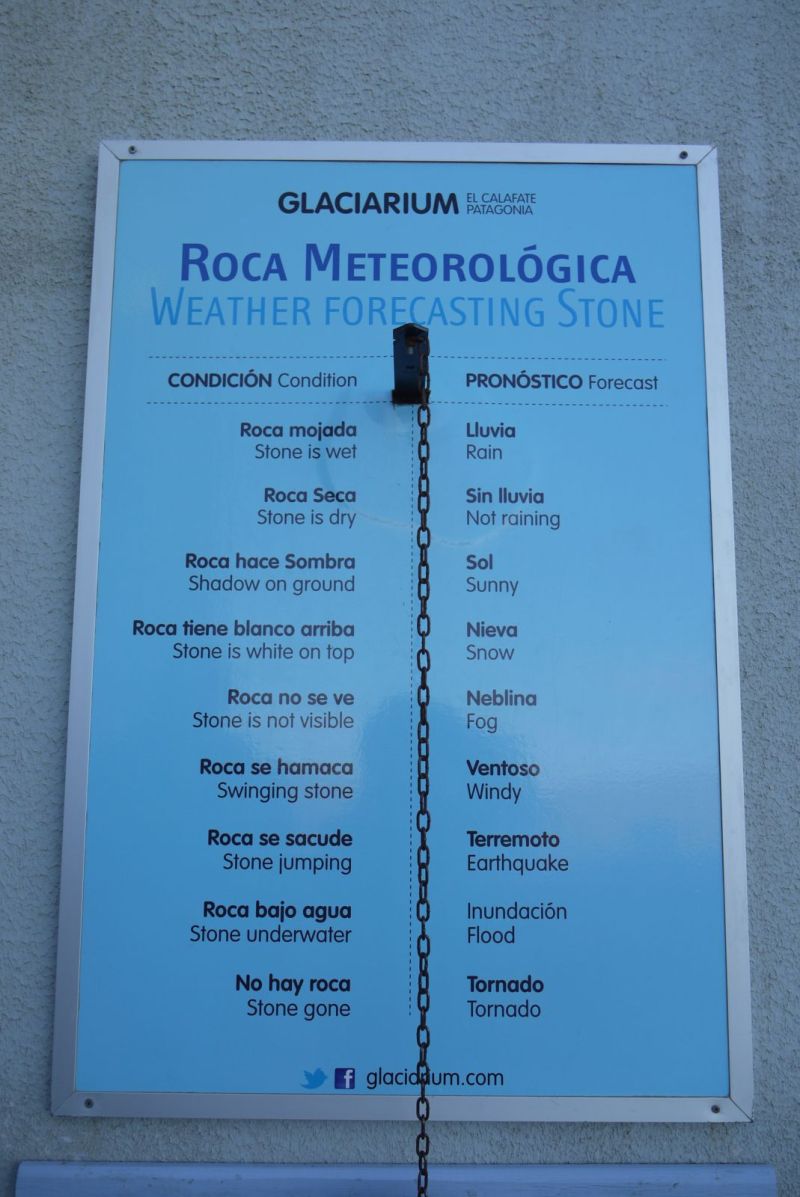 GLACIARIUM EL CALAFATE
PATAGONIA
ROCA METEOROLÓGICA
WEATHER FORECASTING STONE
CONDICIÓN Condition PRONÓSTICO Forecast
Roca mojada Lluvia
Stone is wet Rain
Roca Seca Sin lluvia
Stone is dry Not raining
Roca hace Sombra Sol
Shadow on ground Sunny
Roca tiene blanco arriba Nieva
Stone is white on top Snow
Roca no se ve Neblina
Stone is not visible Fog
Roca se hamaca Ventoso
Swinging stone Windy
Roca se sacude Terremoto
Stone jumping Earthquake
Roca bajo agua Inundación
Stone underwater Flood
No hay roca Tornado
Stone gone Tornado
glaciarium.com